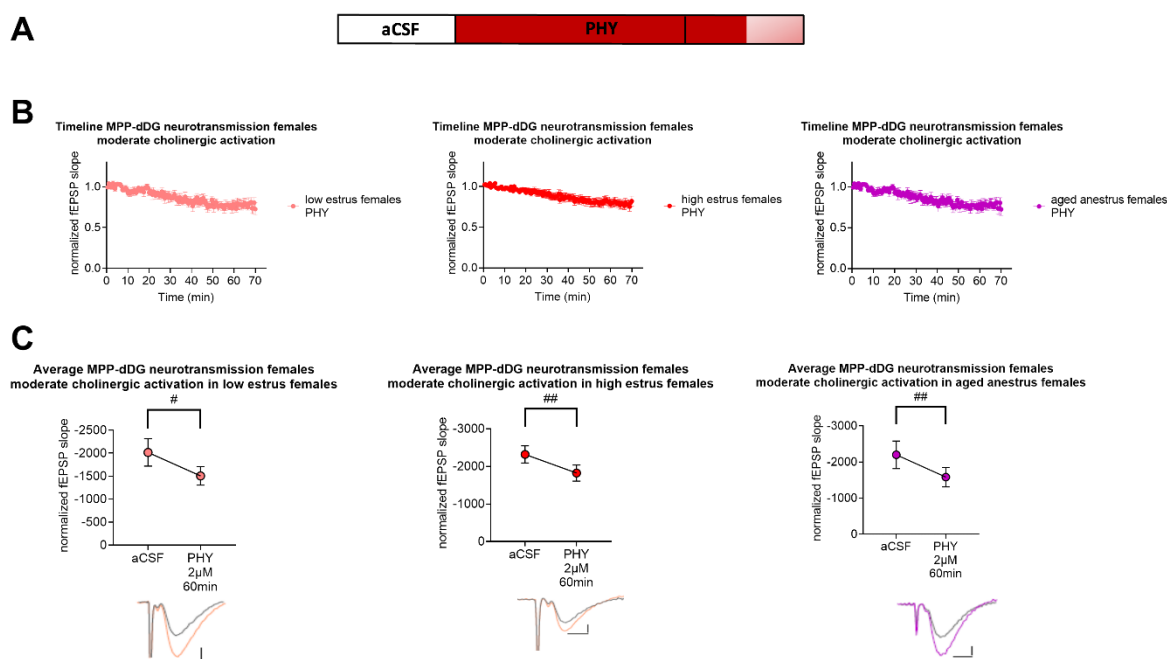 A
aCSF
PHY
B
Timeline MPP-dDG neurotransmission females
moderate cholinergic activation
normalized fEPSP slope
1.0
0.5
0.0
0 10 20 30 40 50 60 70
Time (min)
low estrus females
PHY
Timeline MPP-dDG neurotransmission females
moderate cholinergic activation
normalized fEPSP slope
1.0
0.5
0.0
0 10 20 30 40 50 60 70
Time (min)
high estrus females
PHY
Timeline MPP-dDG neurotransmission females
moderate cholinergic activation
normalized fEPSP slope
1.0
0.5
0.0
0 10 20 30 40 50 60 70
Time (min)
aged anestrus females
PHY
C
Average MPP-dDG neurotransmission females
moderate cholinergic activation in low estrus females
#
normalized fEPSP slope
-2500
-2000
-1500
-1000
-500
0
aCSF
PHY
2µM
60min
Average MPP-dDG neurotransmission females
moderate cholinergic activation in high estrus females
##
normalized fEPSP slope
-3000
-2000
-1000
0
aCSF
PHY
2µM
60min
Average MPP-dDG neurotransmission females
moderate cholinergic activation in aged anestrus females
##
normalized fEPSP slope
-3000
-2000
-1000
0
aCSF
PHY
2µM
60min